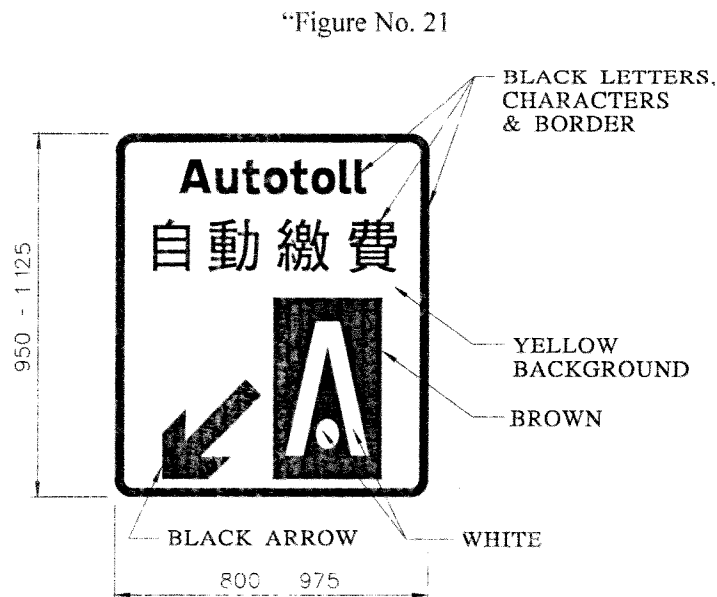 “Figure No. 21
BLACK LETTERS,
CHARACTERS
& BORDER
Autotoll
自動繳費
950 - 1125
YELLOW
BACKGROUND
BROWN
BLACK ARROW
WHITE
800 975